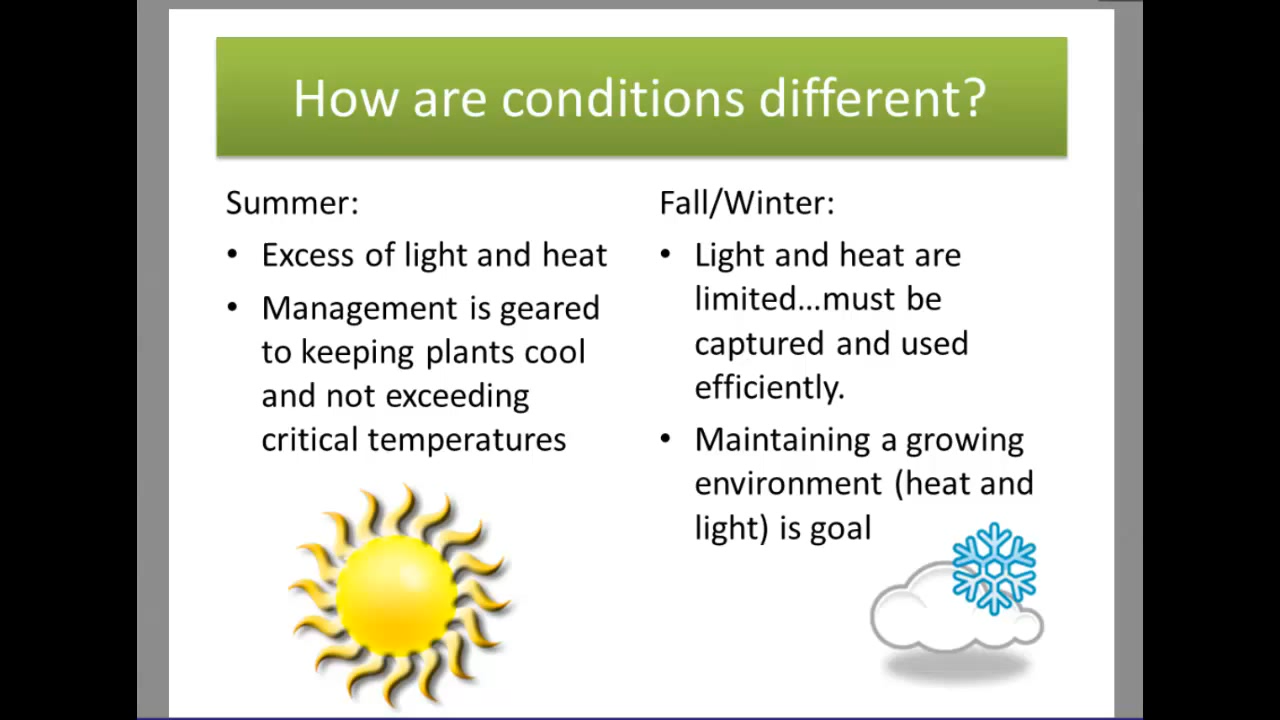 How are conditions different?
Summer:
• Excess of light and heat
• Management is geared
to keeping plants cool
and not exceeding
critical temperatures
Fall/Winter:
• Light and heat are
limited...must be
captured and used
efficiently.
• Maintaining a growing
environment (heat and
light) is goal